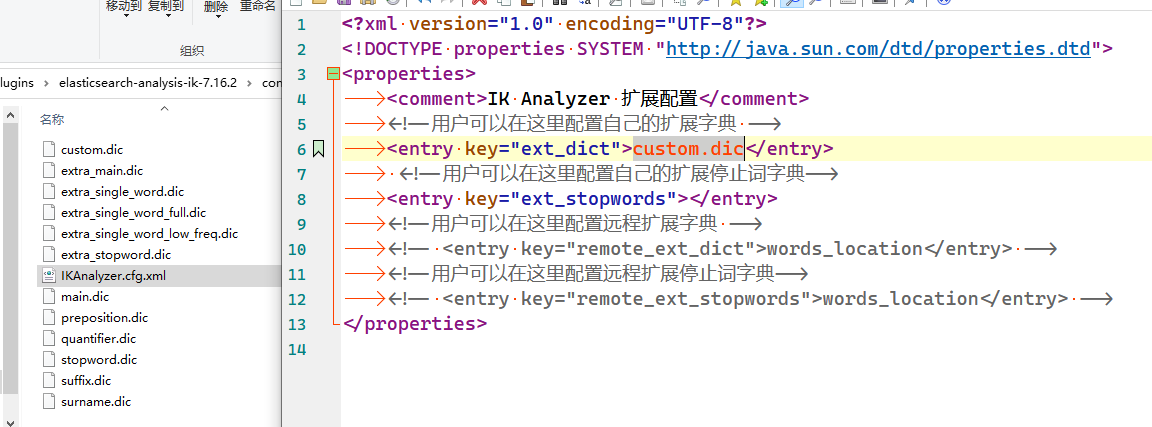 移动到 复制到 删除 重命名
组织
lugins › elasticsearch-analysis-ik-7.16.2 › con
名称
custom.dic
extra_main.dic
extra_single_word.dic
extra_single_word_full.dic
extra_single_word_low_freq.dic
extra_stopword.dic
IKAnalyzer.cfg.xml
main.dic
preposition.dic
quantifier.dic
stopword.dic
suffix.dic
surname.dic
1 <?xml version="1.0" encoding="UTF-8"?>
2 <!DOCTYPE properties SYSTEM "http://java.sun.com/dtd/properties.dtd">
3 <properties>
4 <comment>IK Analyzer 扩展配置</comment>
5 <!--用户可以在这里配置自己的扩展字典 -->
6 <entry key="ext_dict">custom.dic</entry>
7 <!--用户可以在这里配置自己的扩展停止词字典-->
8 <entry key="ext_stopwords"></entry>
9 <!--用户可以在这里配置远程扩展字典 -->
10 <!-- <entry key="remote_ext_dict">words_location</entry> -->
11 <!--用户可以在这里配置远程扩展停止词字典-->
12 <!-- <entry key="remote_ext_stopwords">words_location</entry> -->
13 </properties>
14